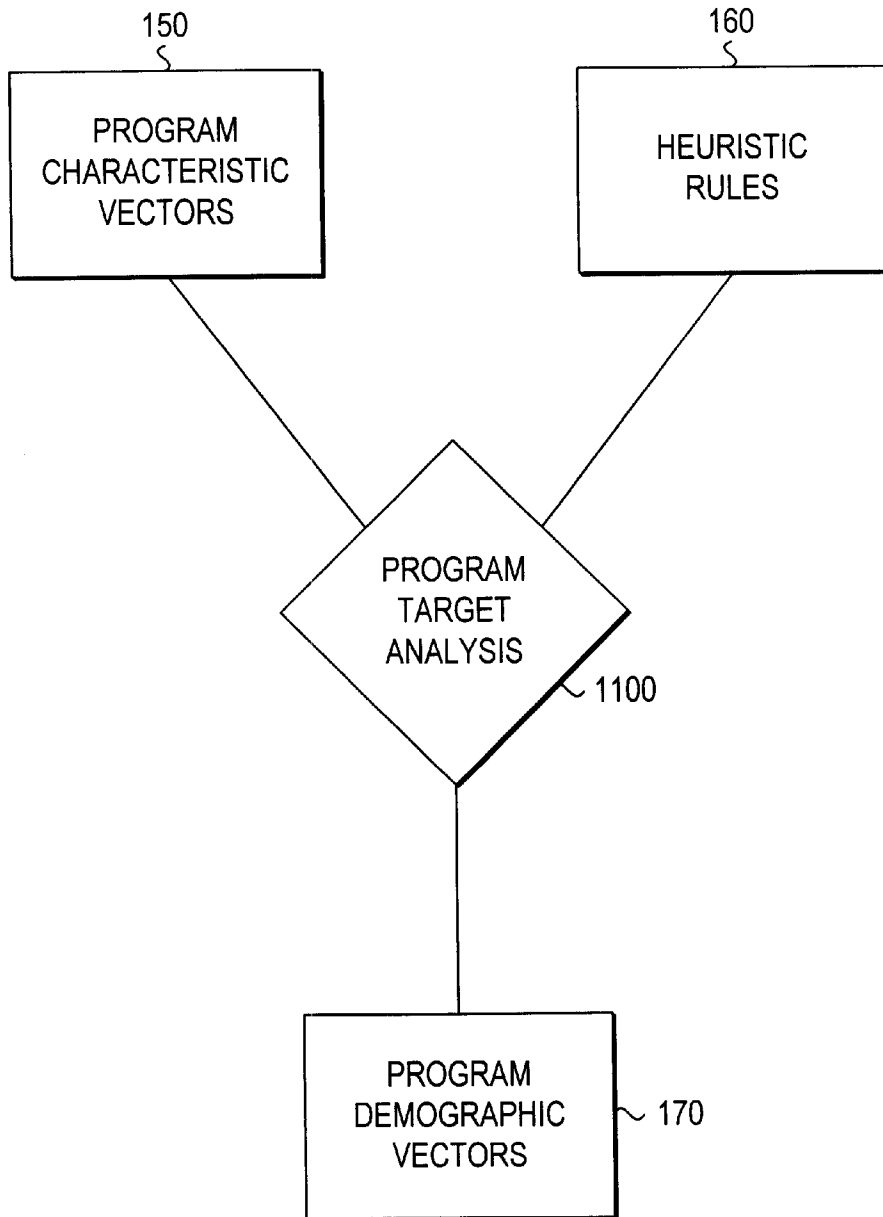 150
160
PROGRAM
CHARACTERISTIC
VECTORS
HEURISTIC
RULES
PROGRAM
TARGET
ANALYSIS
1100
PROGRAM
DEMOGRAPHIC
VECTORS
170